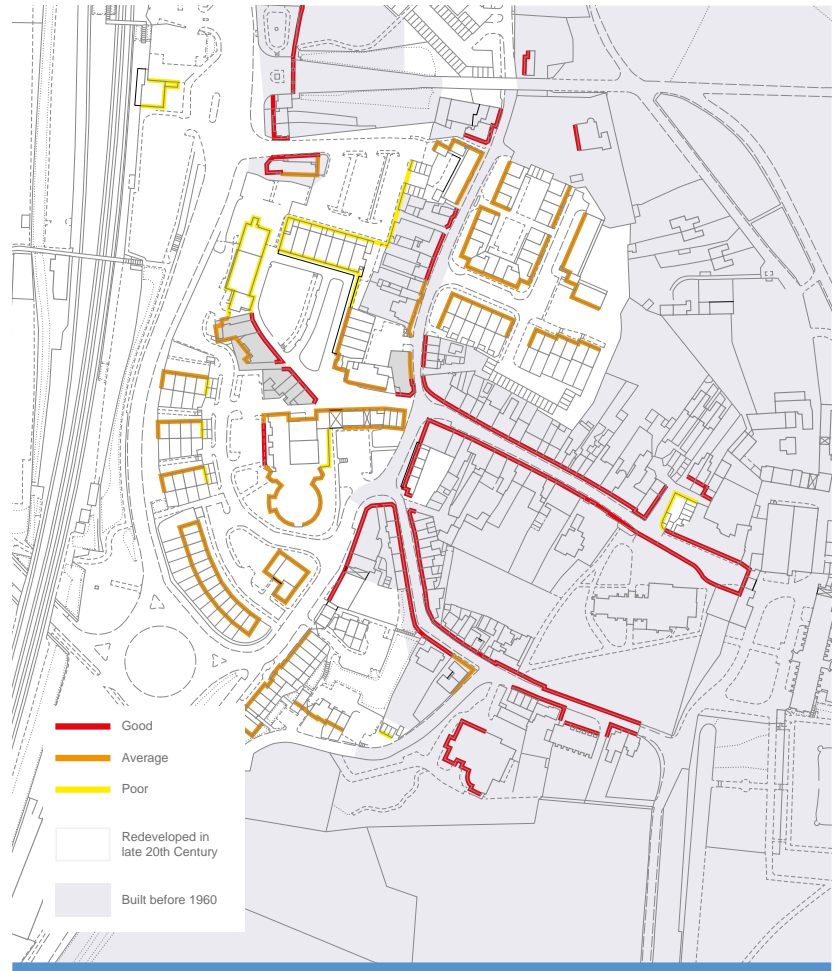 Good
Average
Poor
Redeveloped in
late 20th Century
Built before 1960